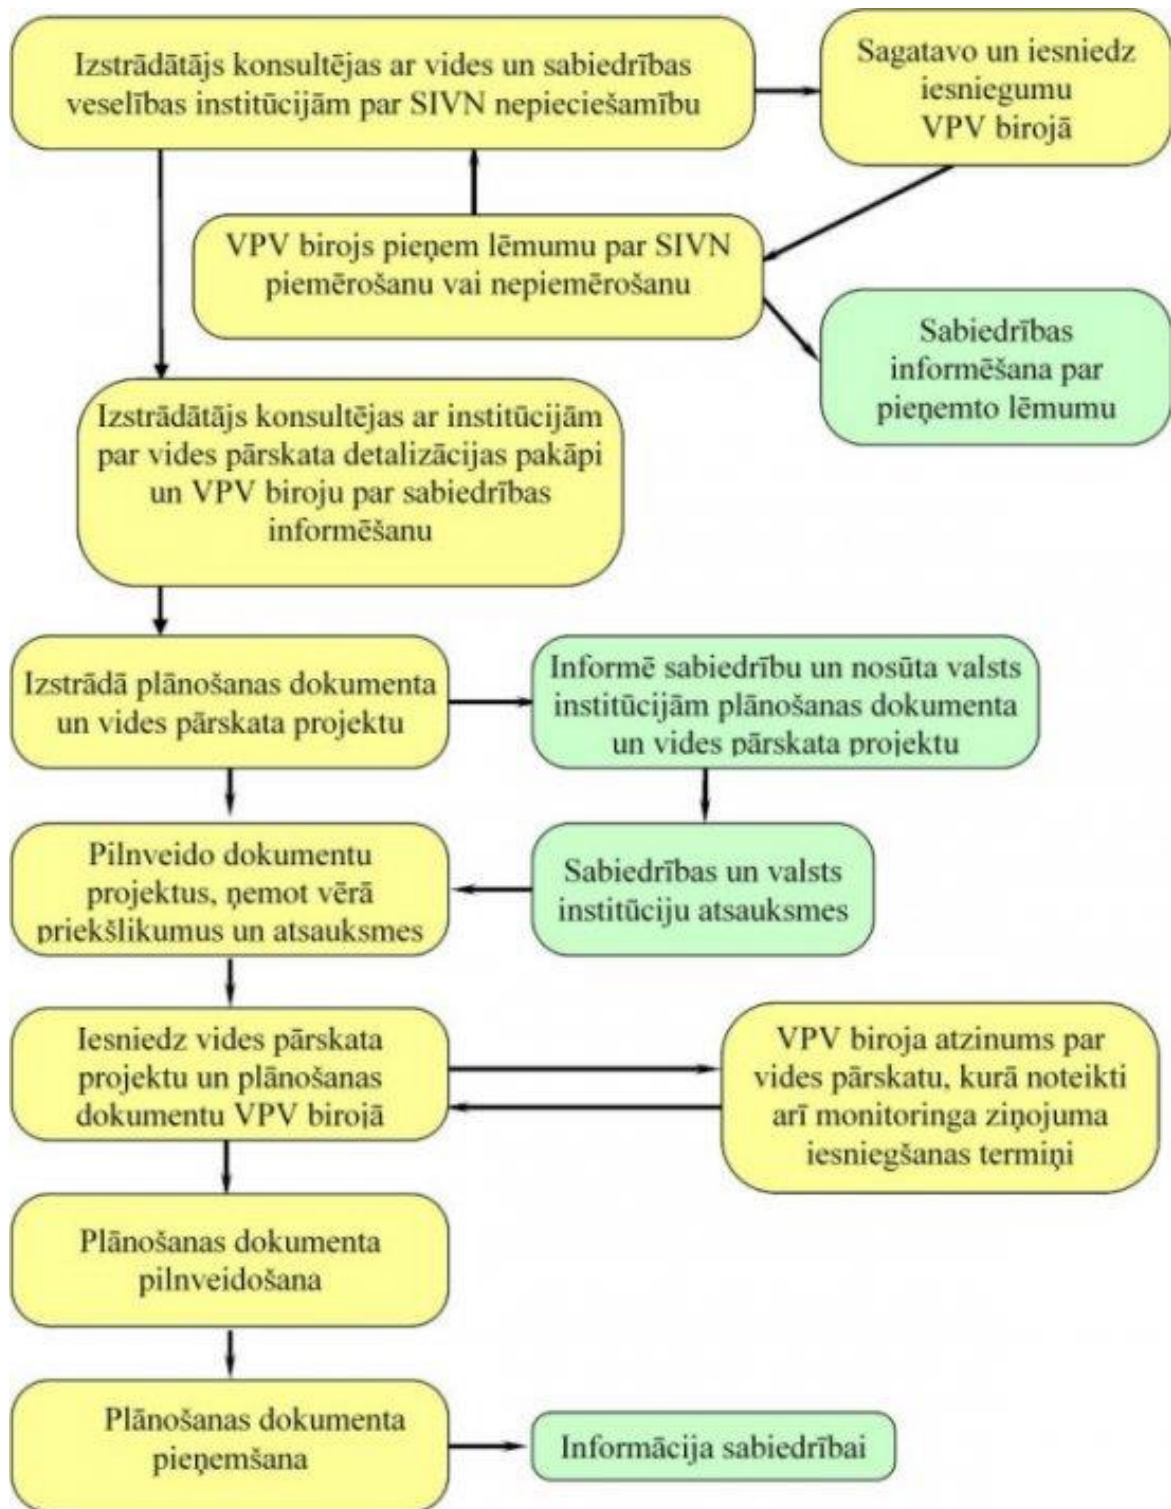 Izstrādātājs konsultējas ar vides un sabiedrības
veselības institūcijām par SIVN nepieciešamību
Sagatavo un iesniedz
iesniegumu
VPV birojā
VPV birojs pieņem lēmumu par SIVN
piemērošanu vai nepiemērošanu
Sabiedrības
informēšana par
pieņemto lēmumu
Izstrādātājs konsultējas ar institūcijām
par vides pārskata detalizācijas pakāpi
un VPV biroju par sabiedrības
informēšanu
Izstrādā plānošanas dokumenta
un vides pārskata projektu
Informē sabiedrību un nosūta valsts
institūcijām plānošanas dokumenta
un vides pārskata projektu
Pilnveido dokumentu
projektus, ņemot vērā
priekšlikumus un atsauksmes
Sabiedrības un valsts
institūciju atsauksmes
Iesniedz vides pārskata
projektu un plānošanas
dokumentu VPV birojā
VPV biroja atzinums par
vides pārskatu, kurā noteikti
arī monitoringa ziņojuma
iesniegšanas termiņi
Plānošanas dokumenta
pilnveidošana
Plānošanas dokumenta
pieņemšana
Informācija sabiedrībai